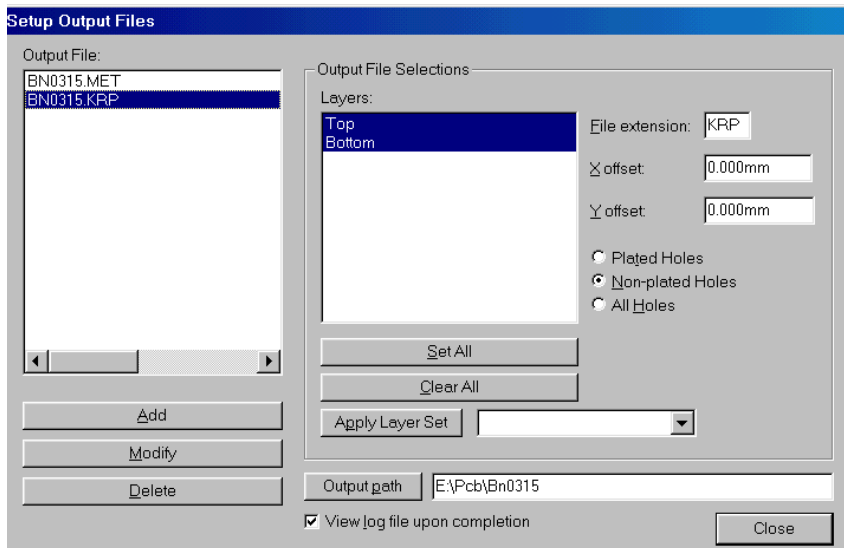 Setup Output Files
Output File:
BN0315.MET
BN0315.KRP
Add
Modify
Delete
Output File Selections
Layers:
Top
Bottom
File extension: KRP
X offset: 0.000mm
Y offset: 0.000mm
Plated Holes
Non-plated Holes
All Holes
Set All
Clear All
Apply Layer Set
Output path E:\Pcb\Bn0315
View log file upon completion
Close